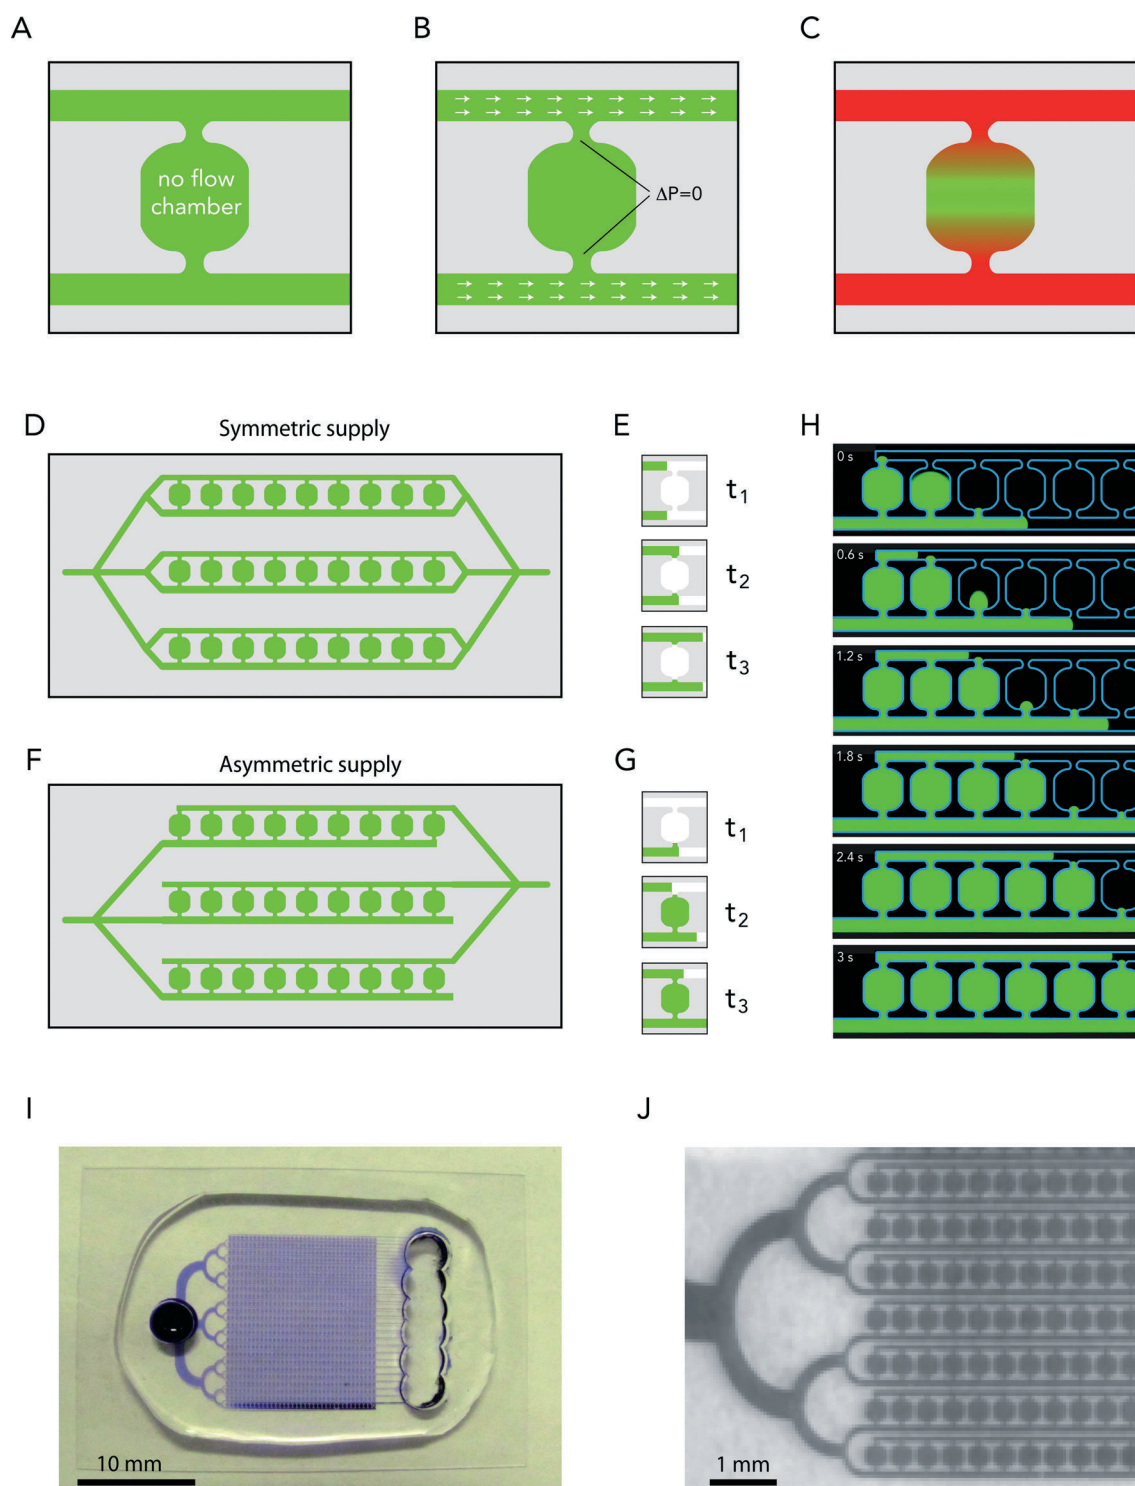 A
B
C
no flow
chamber
ΔP=0
D
Symmetric supply
E
t1
t2
t3
H
0 s
0.6 s
1.2 s
1.8 s
2.4 s
3 s
F
Asymmetric supply
G
t1
t2
t3
I
J
10 mm
1 mm